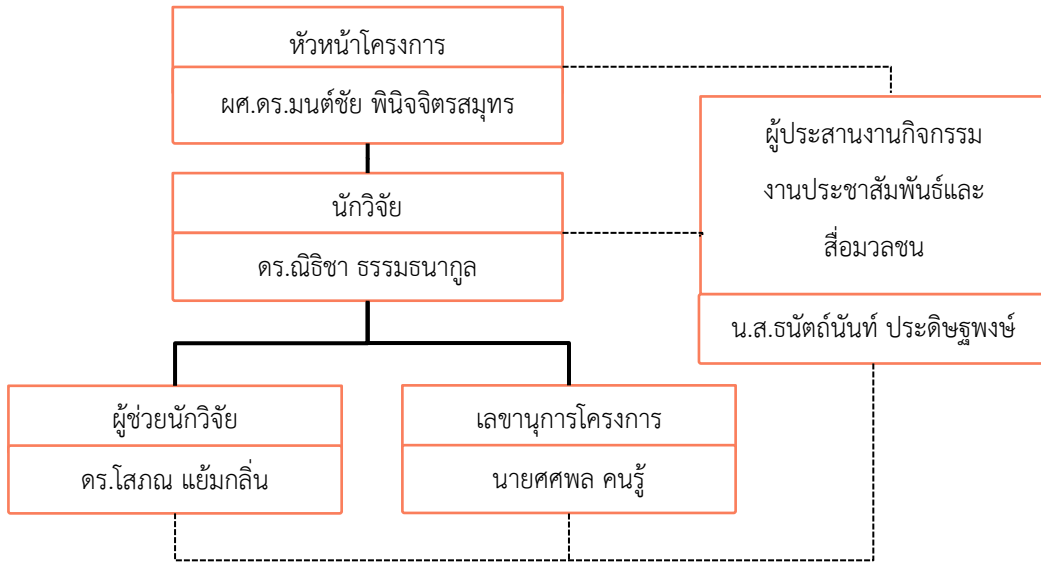 หัวหน้าโครงการ
ผศ.ดร.มนต์ชัย พินิจจิตรสมุทร
ผู้ประสานงานกิจกรรม
งานประชาสัมพันธ์และ
สื่อมวลชน
น.ส.ธนัตถ์นันท์ ประดิษฐพงษ์
นักวิจัย
ดร.ณิธิชา ธรรมธนากูล
ผู้ช่วยนักวิจัย
ดร.โสภณ แย้มกลิ่น
เลขานุการโครงการ
นายศศพล คนรู้